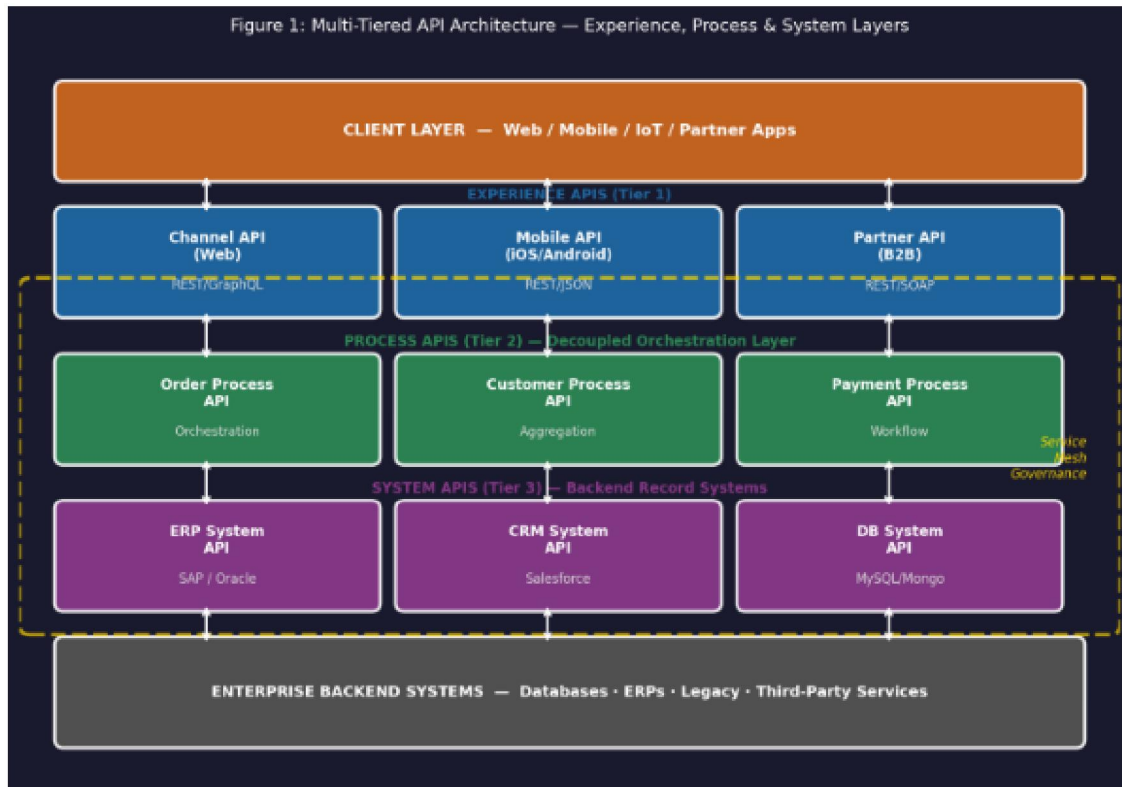 Figure 1: Multi-Tiered API Architecture — Experience, Process & System Layers
CLIENT LAYER — Web / Mobile / IoT / Partner Apps
EXPERIENCE APIS (Tier 1)
Channel API
(Web)
REST/GraphQL
Mobile API
(iOS/Android)
REST/JSON
Partner API
(B2B)
REST/SOAP
PROCESS APIS (Tier 2) — Decoupled Orchestration Layer
Order Process
API
Orchestration
Customer Process
API
Aggregation
Payment Process
API
Workflow
Service
Mesh
Governance
SYSTEM APIS (Tier 3) — Backend Record Systems
ERP System
API
SAP / Oracle
CRM System
API
Salesforce
DB System
API
MySQL/Mongo
ENTERPRISE BACKEND SYSTEMS — Databases · ERPs · Legacy · Third-Party Services